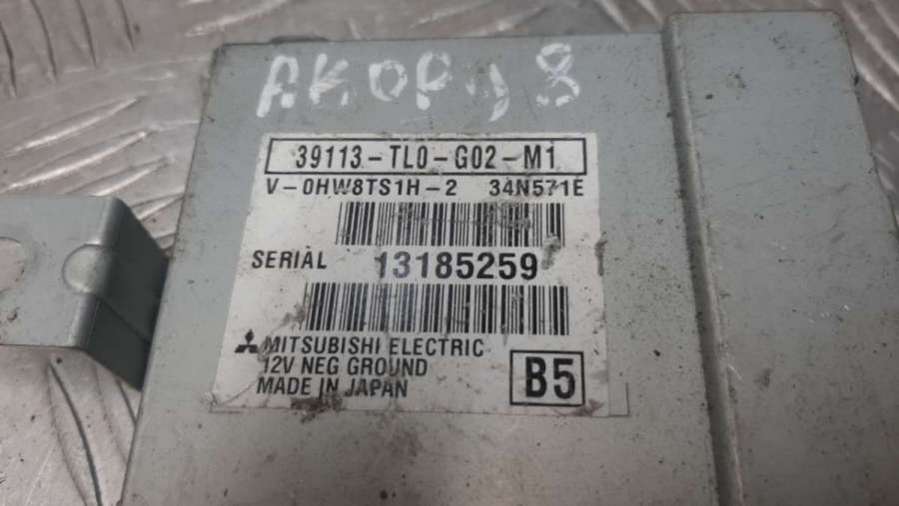 АКОРД 8
39113-TL0-G02-M1
V-0HW8TS1H-2 34N571E
SERIAL 13185259
MITSUBISHI ELECTRIC
12V NEG GROUND
MADE IN JAPAN
B5